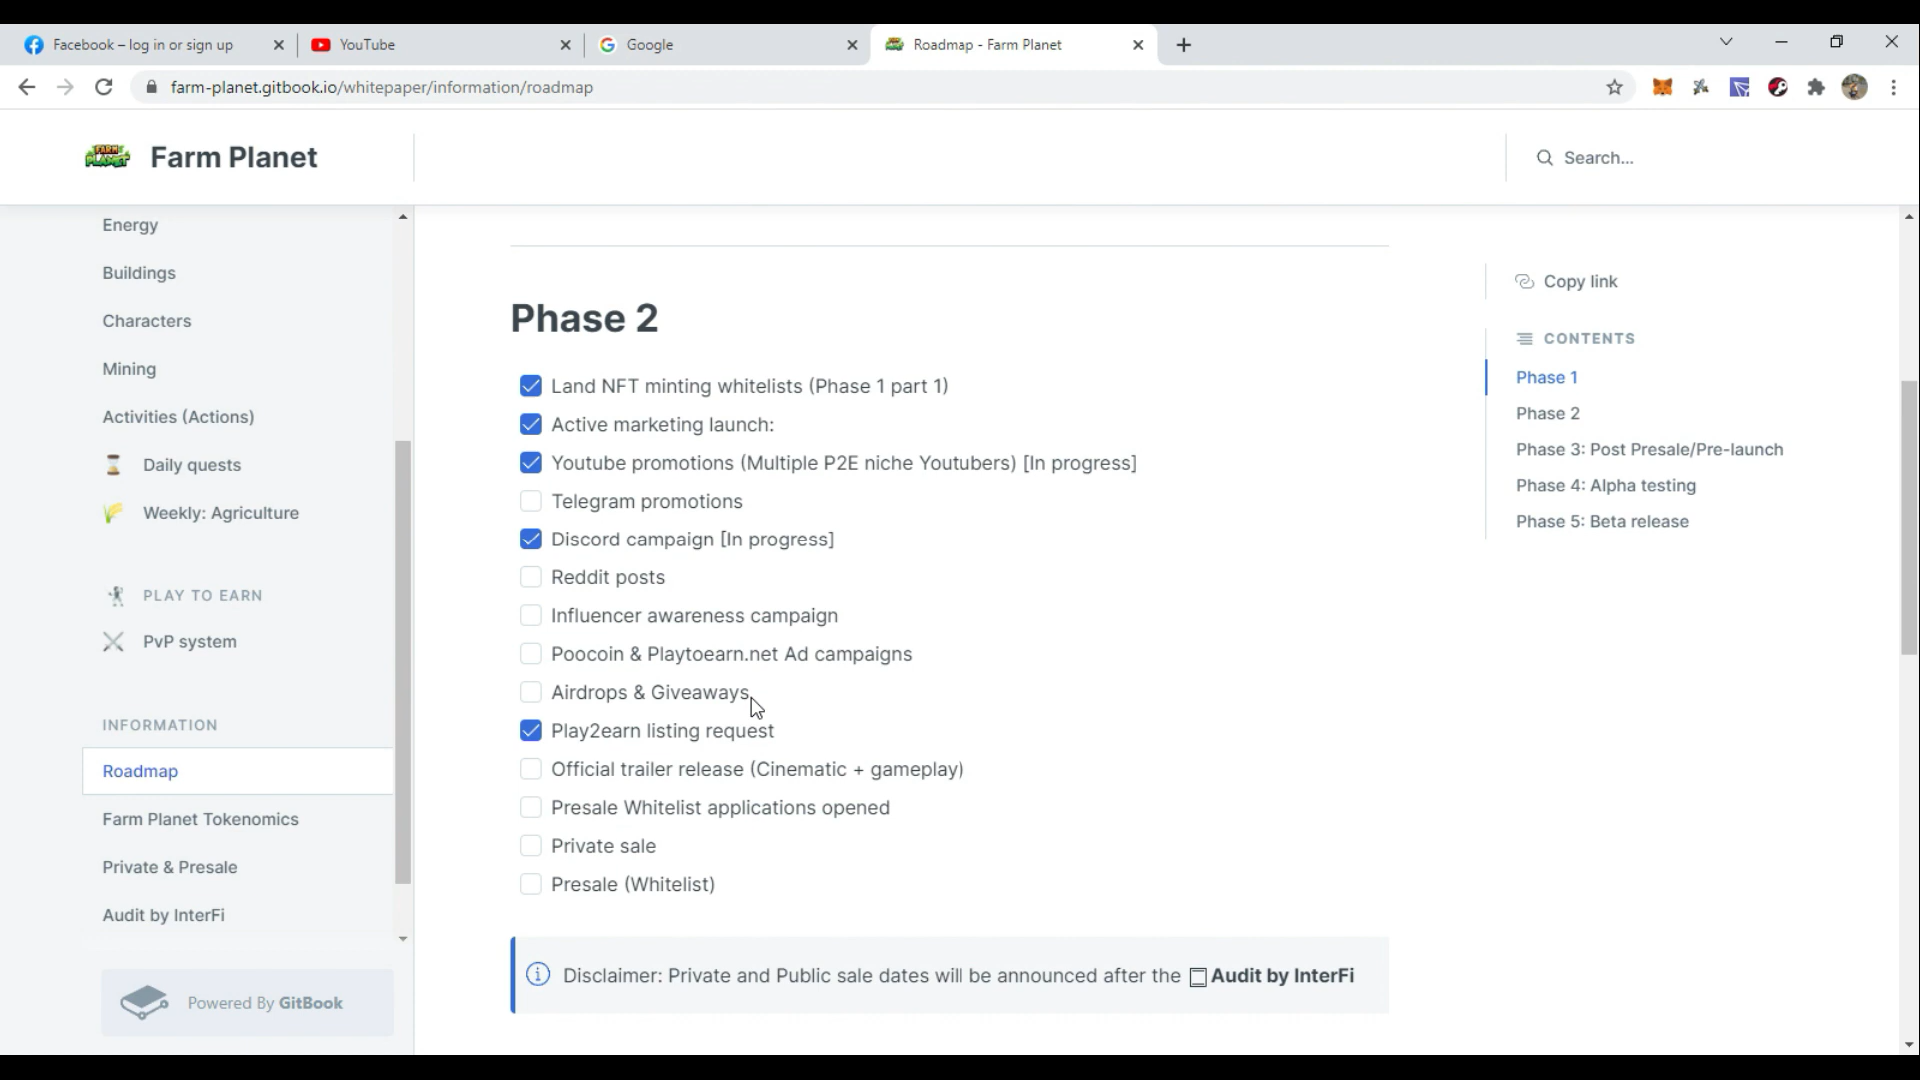 Facebook – log in or sign up
YouTube
Google
Roadmap - Farm Planet
farm-planet.gitbook.io/whitepaper/information/roadmap
FARM PLANET
Farm Planet
Search...
Energy
Buildings
Characters
Mining
Activities (Actions)
Daily quests
Weekly: Agriculture
PLAY TO EARN
PvP system
INFORMATION
Roadmap
Farm Planet Tokenomics
Private & Presale
Audit by InterFi
Powered By GitBook
Phase 2
Land NFT minting whitelists (Phase 1 part 1)
Active marketing launch:
Youtube promotions (Multiple P2E niche Youtubers) [In progress]
Telegram promotions
Discord campaign [In progress]
Reddit posts
Influencer awareness campaign
Poocoin & Playtoearn.net Ad campaigns
Airdrops & Giveaways
Play2earn listing request
Official trailer release (Cinematic + gameplay)
Presale Whitelist applications opened
Private sale
Presale (Whitelist)
Disclaimer: Private and Public sale dates will be announced after the Audit by InterFi
Copy link
CONTENTS
Phase 1
Phase 2
Phase 3: Post Presale/Pre-launch
Phase 4: Alpha testing
Phase 5: Beta release